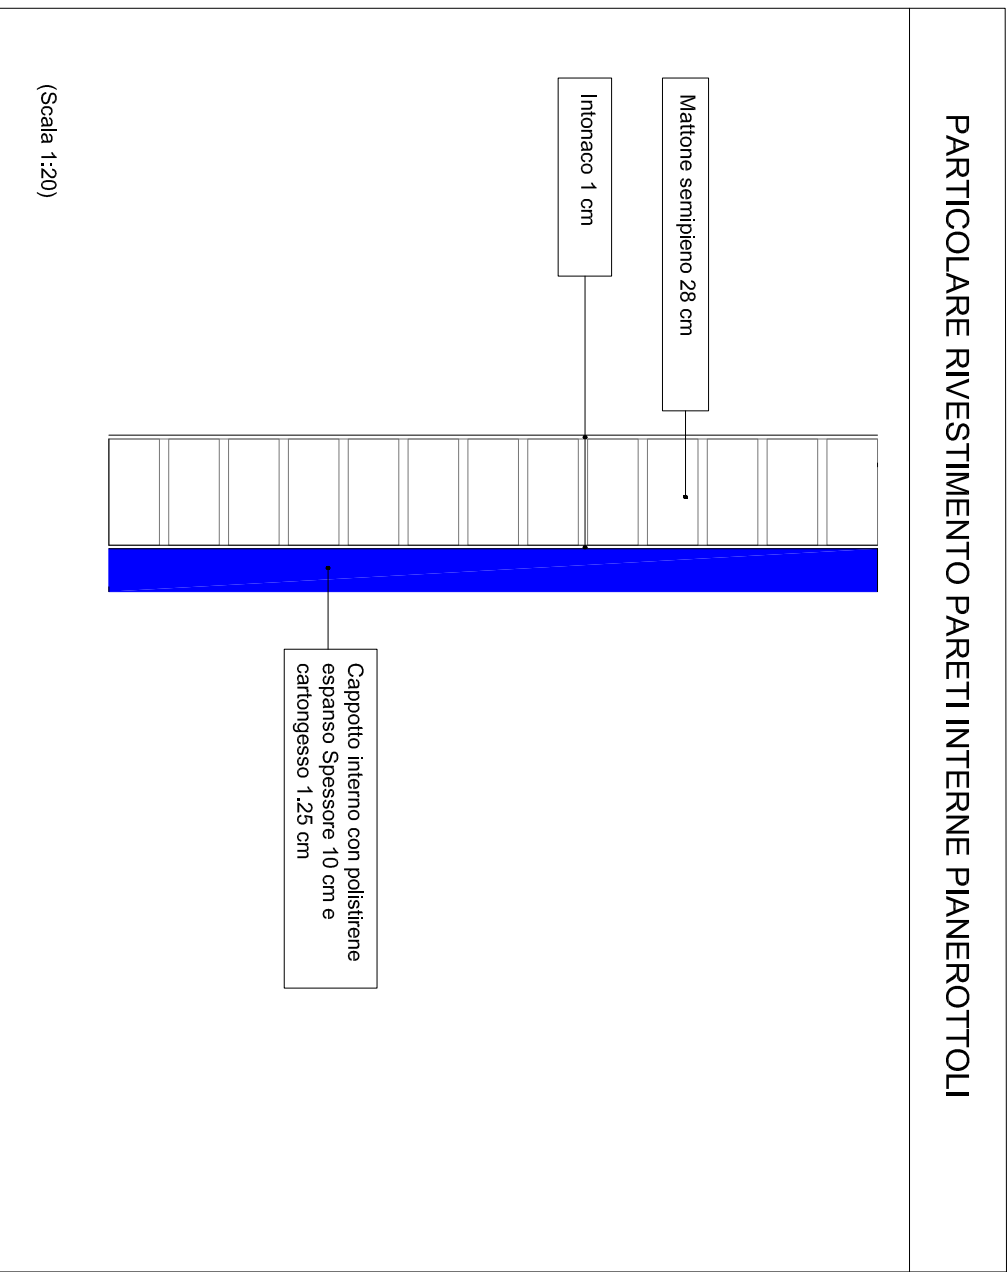 PARTICOLARE RIVESTIMENTO PARETI INTERNE PIANEROTTOLI
Mattone semipieno 28 cm
Intonaco 1 cm
Cappotto interno con polistirene
espanso Spessore 10 cm e
cartongesso 1.25 cm
(Scala 1:20)